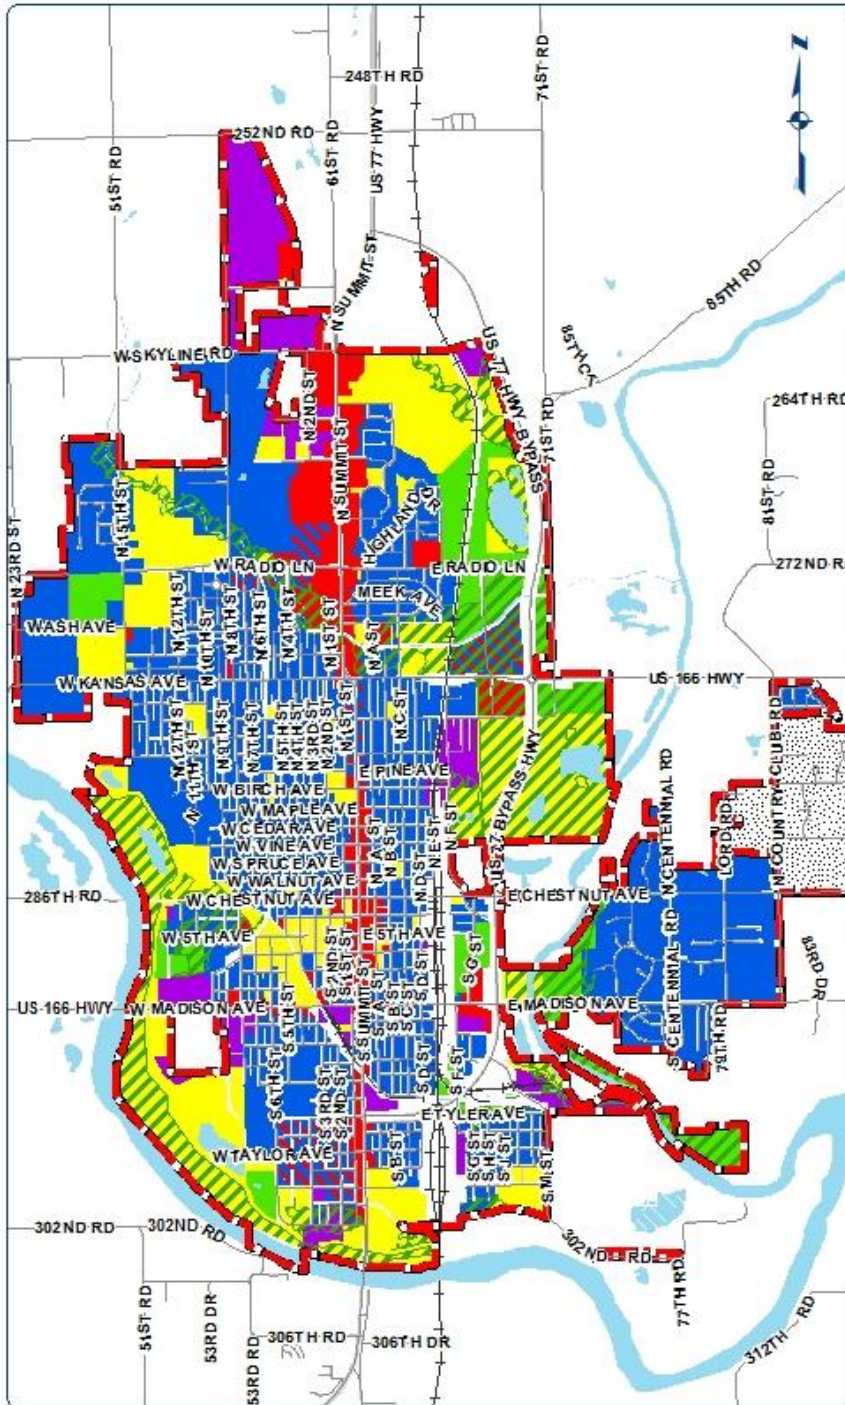 Z
248TH RD
71ST RD
252ND RD
51ST RD
61ST RD
US 77 HWY
N SUMMIT ST
85TH RD
US 77 HWY BYPASS
W SKYLINE RD
71ST RD
264TH RD
N 2ND ST
N SUMMIT ST
81ST RD
N 15TH ST
HIGHLAND DR
N 23RD ST
W RADIO LN
E RADIO LN
272ND R
MEEK AVE
N 12TH ST
N 10TH ST
N 8TH ST
N 6TH ST
N 4TH ST
N 1ST ST
N A ST
WASH AVE
W KANSAS AVE
US 166 HWY
N 12TH ST
N 11TH ST
N 9TH ST
N 7TH ST
N 5TH ST
N 4TH ST
N 3RD ST
N 2ND ST
N 1ST ST
N C ST
N COUNTRY CLUB RD
E PINE AVE
W BIRCH AVE
W MAPLE AVE
W CEDAR AVE
W VINE AVE
W SPRUCE AVE
W WALNUT AVE
W CHESTNUT AVE
N A ST
N B ST
N D ST
N E ST
N F ST
US 77 BYPASS HWY
N CENTENNIAL RD
LORD RD
286TH RD
E CHESTNUT AVE
W 5TH AVE
E 5TH AVE
S G ST
83RD DR
S 2ND ST
S 1ST ST
S SUMMIT ST
S A ST
S B ST
S C ST
S D ST
US 166 HWY
W MADISON AVE
E MADISON AVE
S CENTENNIAL RD
79TH RD
S 5TH ST
S 6TH ST
S 3RD ST
S 2ND ST
S D ST
S F ST
E TYLER AVE
W TAYLOR AVE
S B ST
S G ST
S H ST
S J ST
S M ST
302ND RD
302ND RD
302ND RD
77TH RD
51ST RD
53RD DR
53RD RD
306TH RD
306TH DR
312TH RD